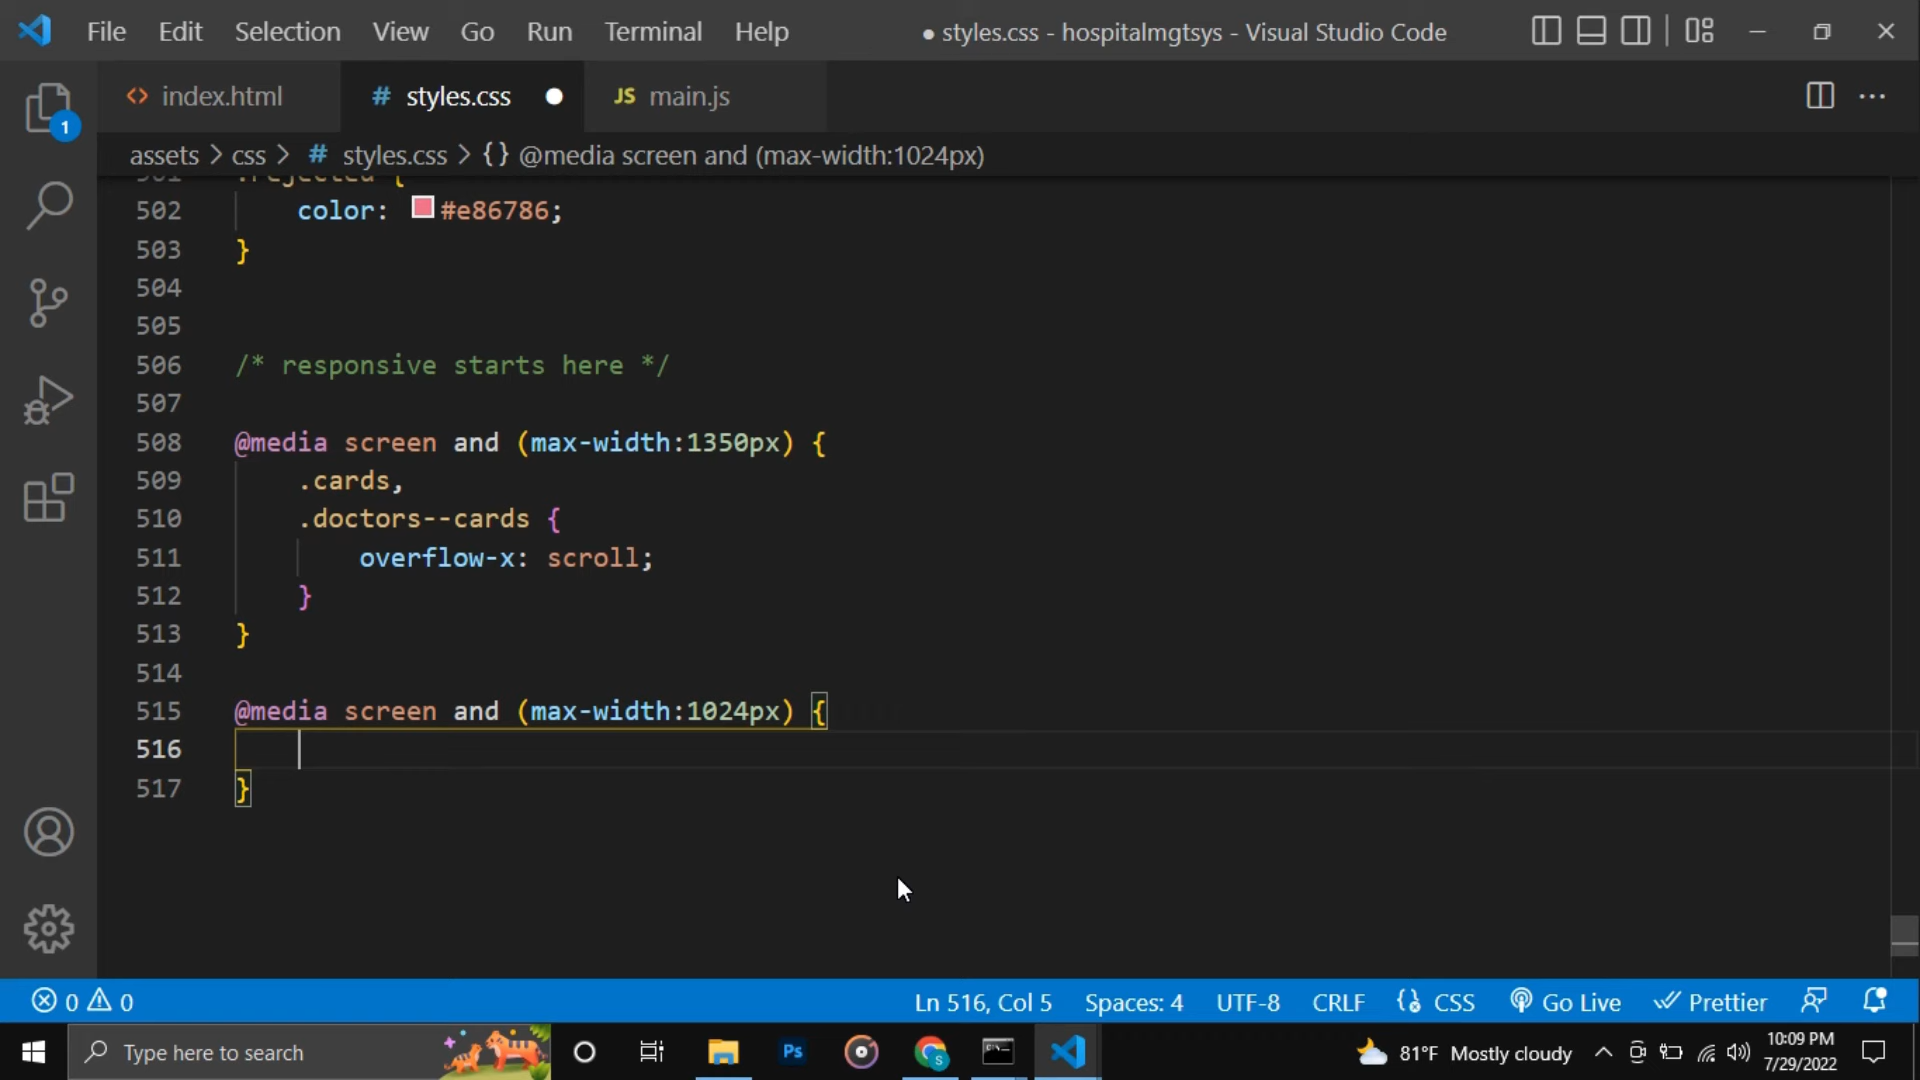 File Edit Selection View Go Run Terminal Help ● styles.css - hospitalmgtsys - Visual Studio Code
index.html # styles.css ● JS main.js ···
1
assets > css > # styles.css > {} @media screen and (max-width:1024px)
501 .rejected {
502 color: #e86786;
503 }
504
505
506 /* responsive starts here */
507
508 @media screen and (max-width:1350px) {
509 .cards,
510 .doctors--cards {
511 overflow-x: scroll;
512 }
513 }
514
515 @media screen and (max-width:1024px) {
516
517 }
0 0 Ln 516, Col 5 Spaces: 4 UTF-8 CRLF CSS Go Live Prettier
Type here to search Ps 81°F Mostly cloudy 10:09 PM
7/29/2022